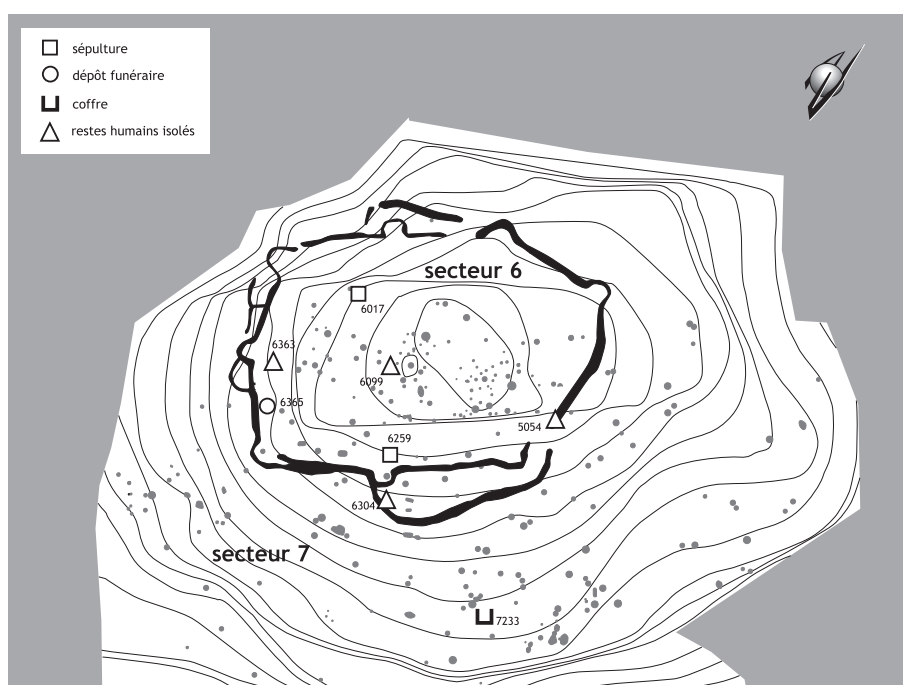 sépulture
dépôt funéraire
coffre
restes humains isolés
secteur 6
6017
6363
6099
6365
5054
6259
6304
secteur 7
7233